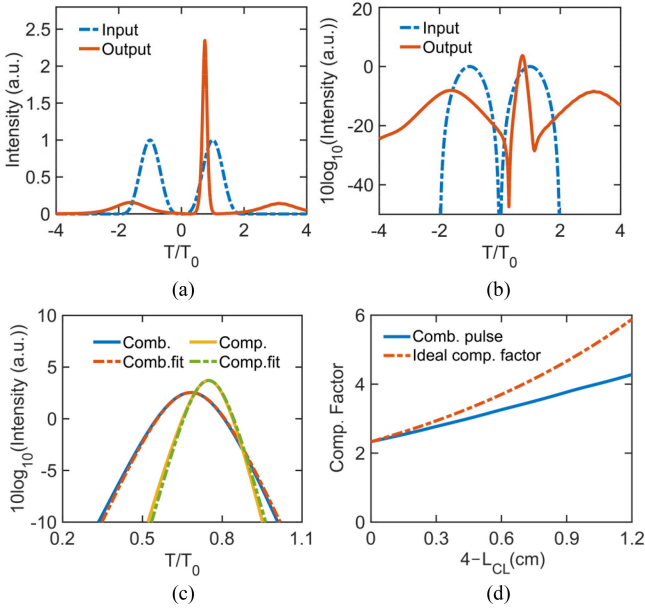 Input
Output
Intensity (a.u.)
2.5
2
1.5
1
0.5
0
-4 -2 0 2 4
T/T0
(a)
Input
Output
10log10(Intensity (a.u.))
0
-20
-40
-4 -2 0 2 4
T/T0
(b)
Comb. Comp.
Comb.fit Comp.fit
10log10(Intensity (a.u.))
10
5
0
-5
-10
0.2 0.5 0.8 1.1
T/T0
(c)
Comb. pulse
Ideal comp. factor
Comp. Factor
6
4
2
0
0 0.3 0.6 0.9 1.2
4−LCL(cm)
(d)